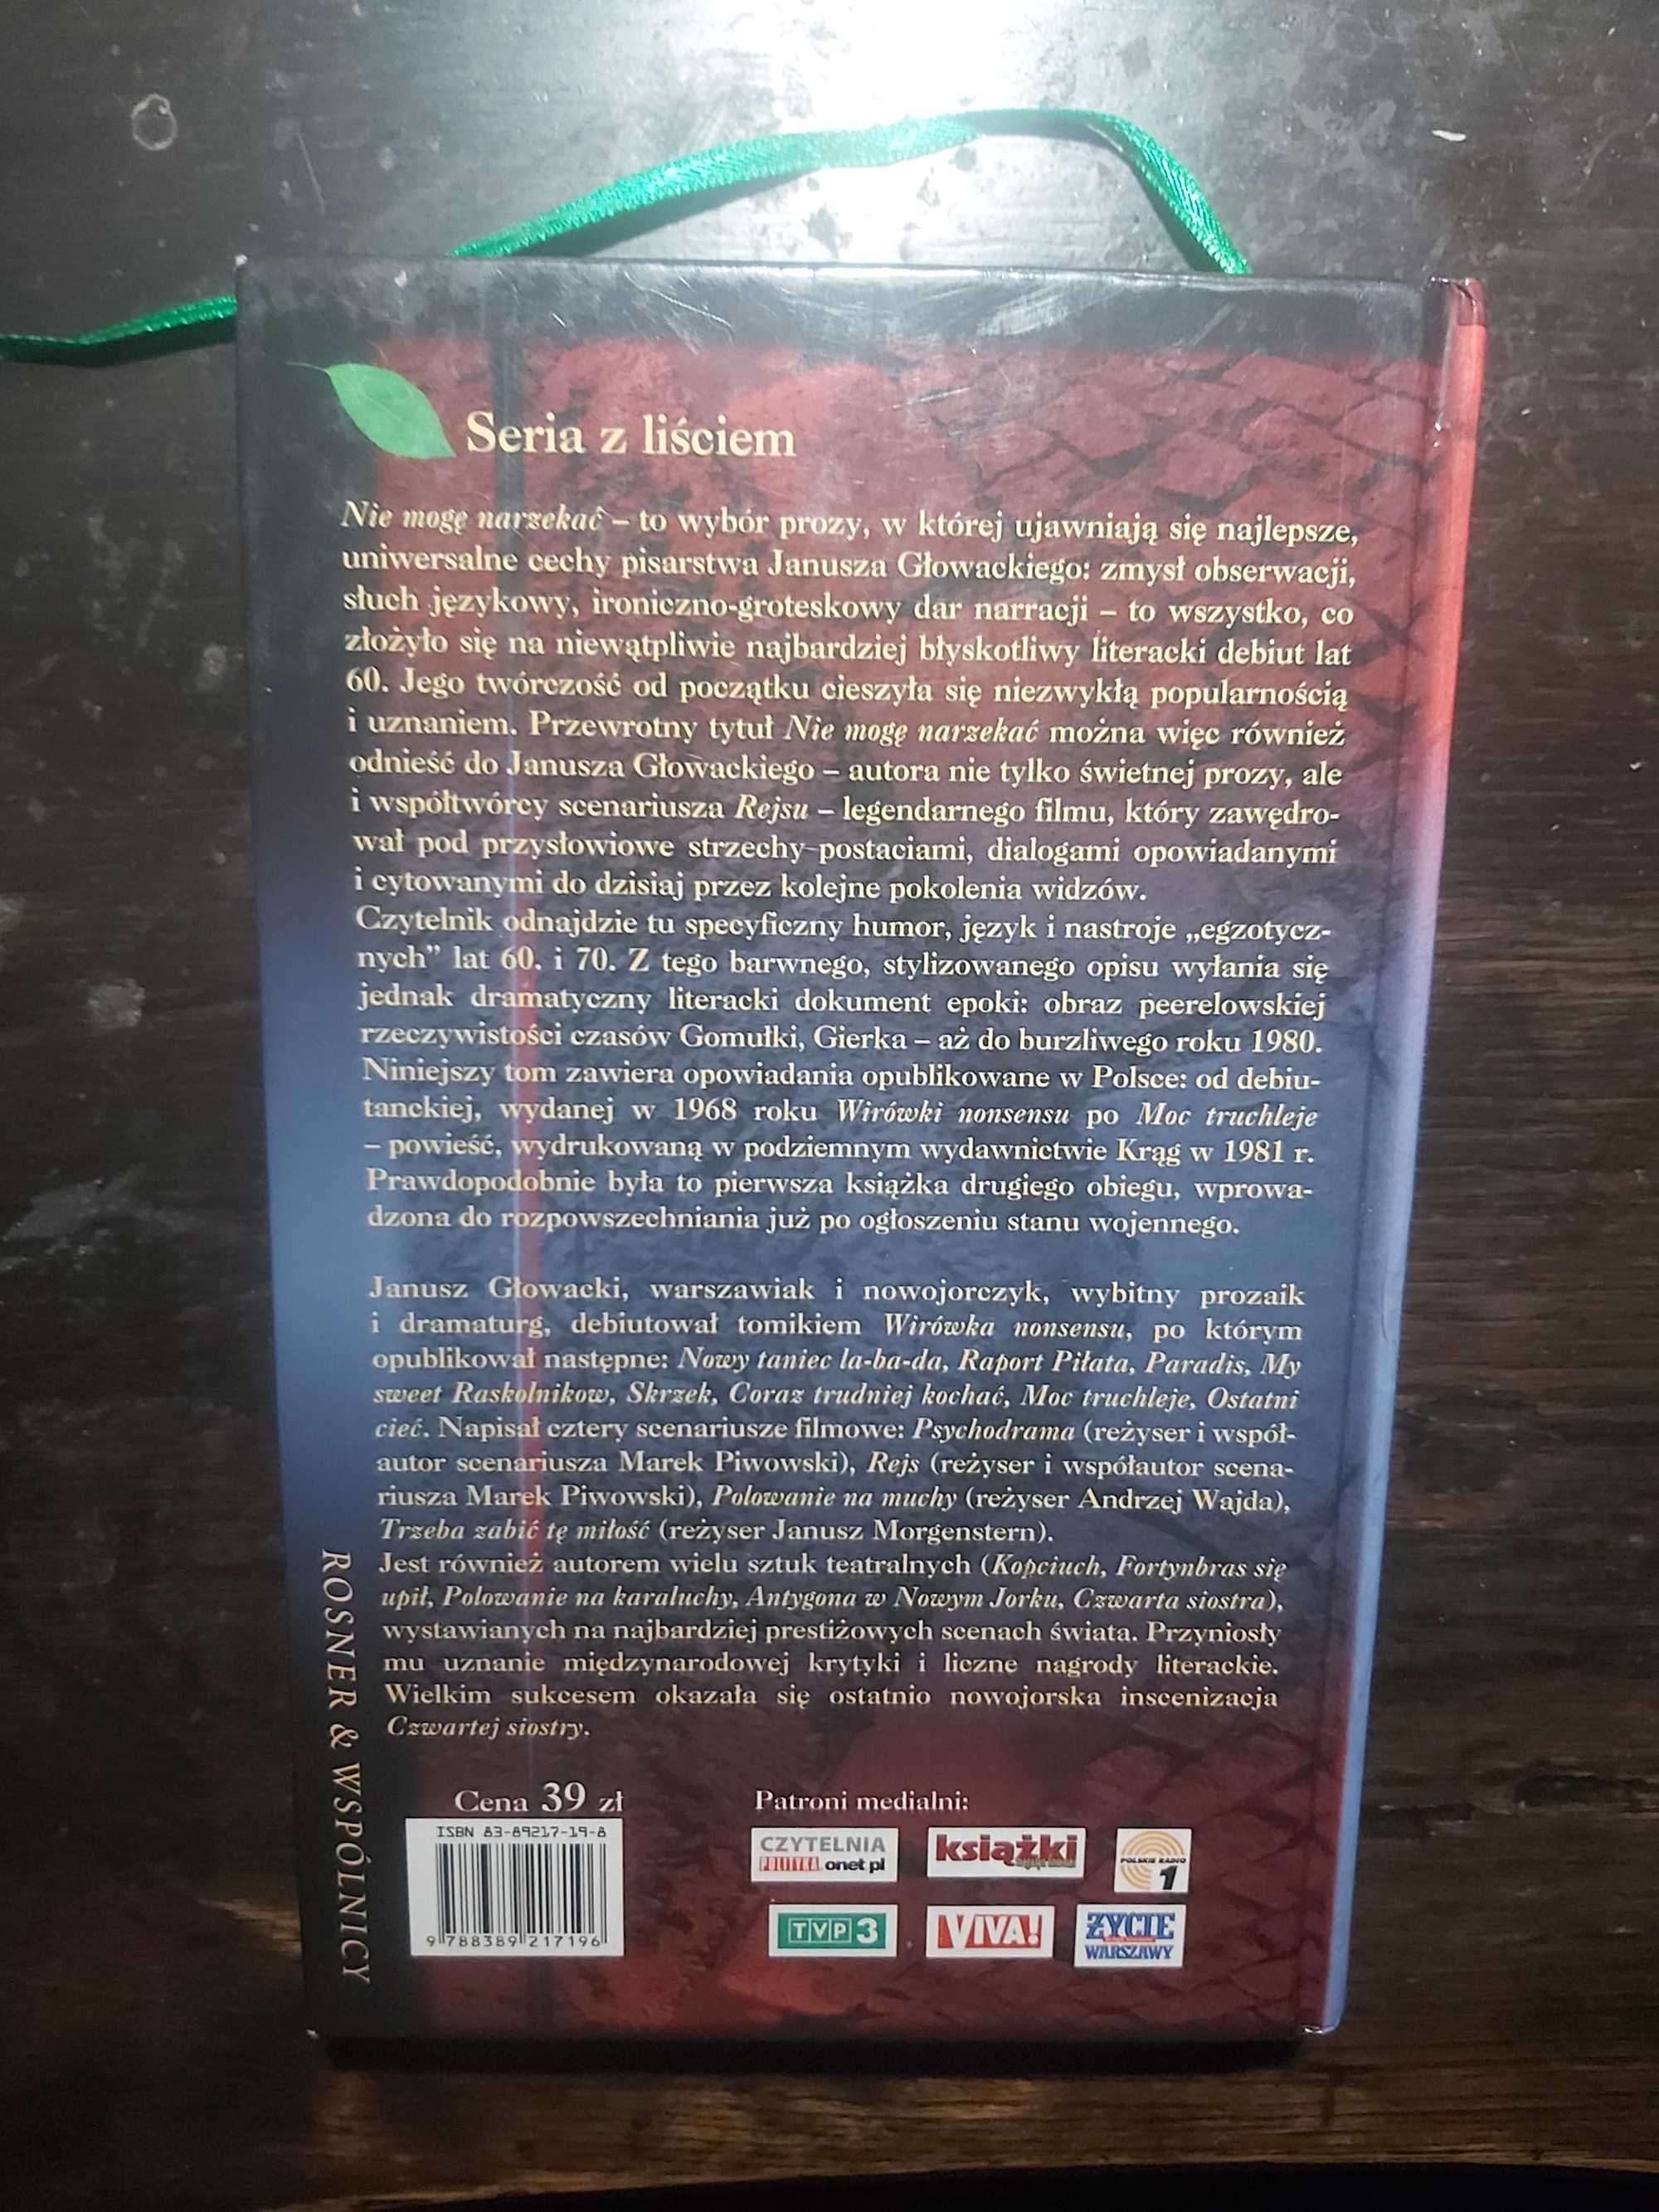 Seria z liściem
Nie mogę narzekać – to wybór prozy, w której ujawniają się najlepsze,
uniwersalne cechy pisarstwa Janusza Głowackiego: zmysł obserwacji,
słuch językowy, ironiczno-groteskowy dar narracji – to wszystko, co
złożyło się na niewątpliwie najbardziej błyskotliwy literacki debiut lat
60. Jego twórczość od początku cieszyła się niezwykłą popularnością
i uznaniem. Przewrotny tytuł Nie mogę narzekać można więc również
odnieść do Janusza Głowackiego – autora nie tylko świetnej prozy, ale
i współtwórcy scenariusza Rejsu – legendarnego filmu, który zawędro-
wał pod przysłowiowe strzechy postaciami, dialogami opowiadanymi
i cytowanymi do dzisiaj przez kolejne pokolenia widzów.
Czytelnik odnajdzie tu specyficzny humor, język i nastroje „egzotycz-
nych” lat 60. i 70. Z tego barwnego, stylizowanego opisu wyłania się
jednak dramatyczny literacki dokument epoki: obraz peerelowskiej
rzeczywistości czasów Gomułki, Gierka – aż do burzliwego roku 1980.
Niniejszy tom zawiera opowiadania opublikowane w Polsce: od debiu-
tanckiej, wydanej w 1968 roku Wirówki nonsensu po Moc truchleje
– powieść, wydrukowaną w podziemnym wydawnictwie Krąg w 1981 r.
Prawdopodobnie była to pierwsza książka drugiego obiegu, wprowa-
dzona do rozpowszechniania już po ogłoszeniu stanu wojennego.
Janusz Głowacki, warszawiak i nowojorczyk, wybitny prozaik
i dramaturg, debiutował tomikiem Wirówka nonsensu, po którym
opublikował następne: Nowy taniec la-ba-da, Raport Piłata, Paradis, My
sweet Raskolnikow, Skrzek, Coraz trudniej kochać, Moc truchleje, Ostatni
cieć. Napisał cztery scenariusze filmowe: Psychodrama (reżyser i współ-
autor scenariusza Marek Piwowski), Rejs (reżyser i współautor scena-
riusza Marek Piwowski), Polowanie na muchy (reżyser Andrzej Wajda),
Trzeba zabić tę miłość (reżyser Janusz Morgenstern).
Jest również autorem wielu sztuk teatralnych (Kopciuch, Fortynbras się
upił, Polowanie na karaluchy, Antygona w Nowym Jorku, Czwarta siostra),
wystawianych na najbardziej prestiżowych scenach świata. Przyniosły
mu uznanie międzynarodowej krytyki i liczne nagrody literackie.
Wielkim sukcesem okazała się ostatnio nowojorska inscenizacja
Czwartej siostry.
ROSNER & WSPÓLNICY
Cena 39 zł
ISBN 83-89217-19-8
9 788389 217196
Patroni medialni:
CZYTELNIA
POLITYKA onet.pl
książki
POLSKIE RADIO
1
TVP3
VIVA!
ŻYCIE
WARSZAWY